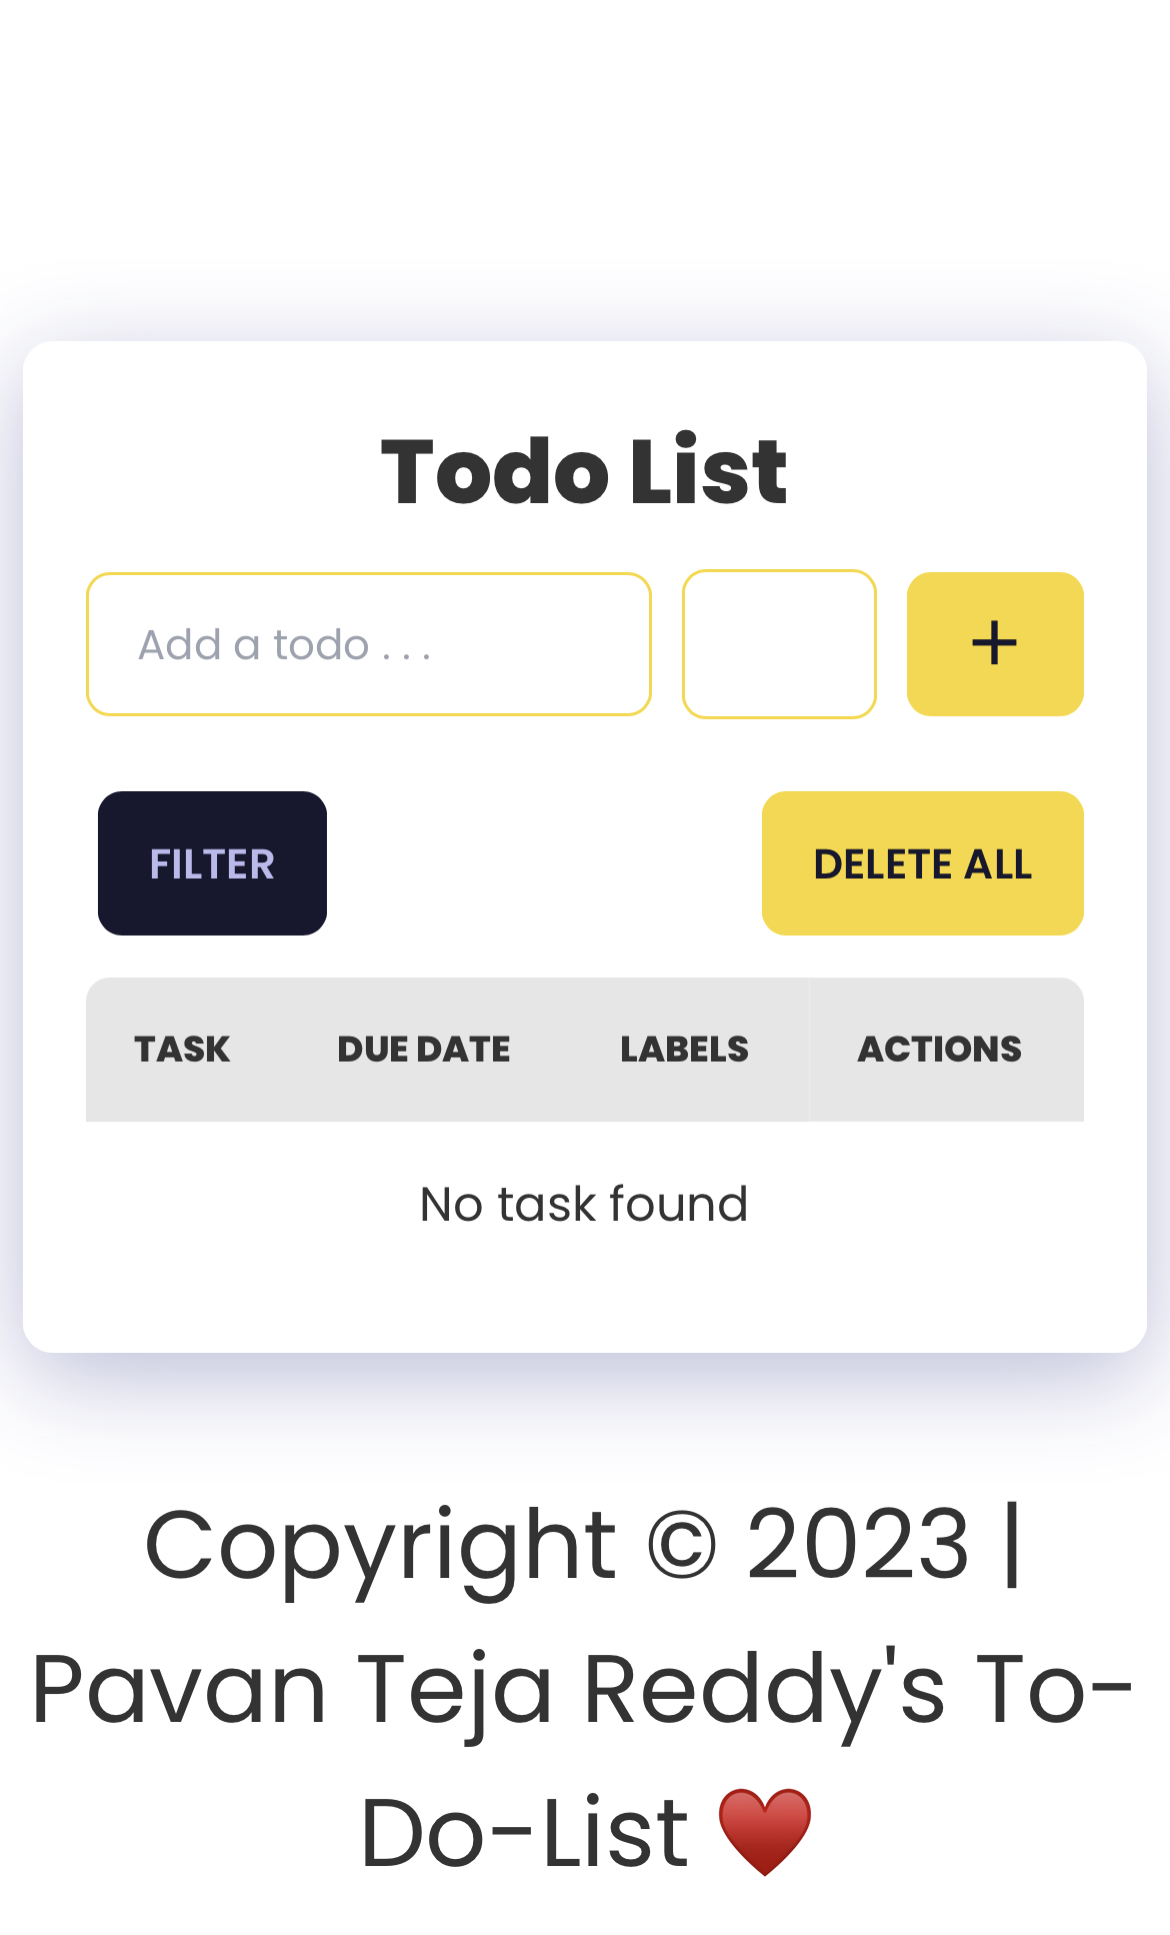 Todo List
Add a todo . . .
+
FILTER
DELETE ALL
TASK DUE DATE LABELS ACTIONS
No task found
Copyright © 2023 |
Pavan Teja Reddy's To-
Do-List ♥